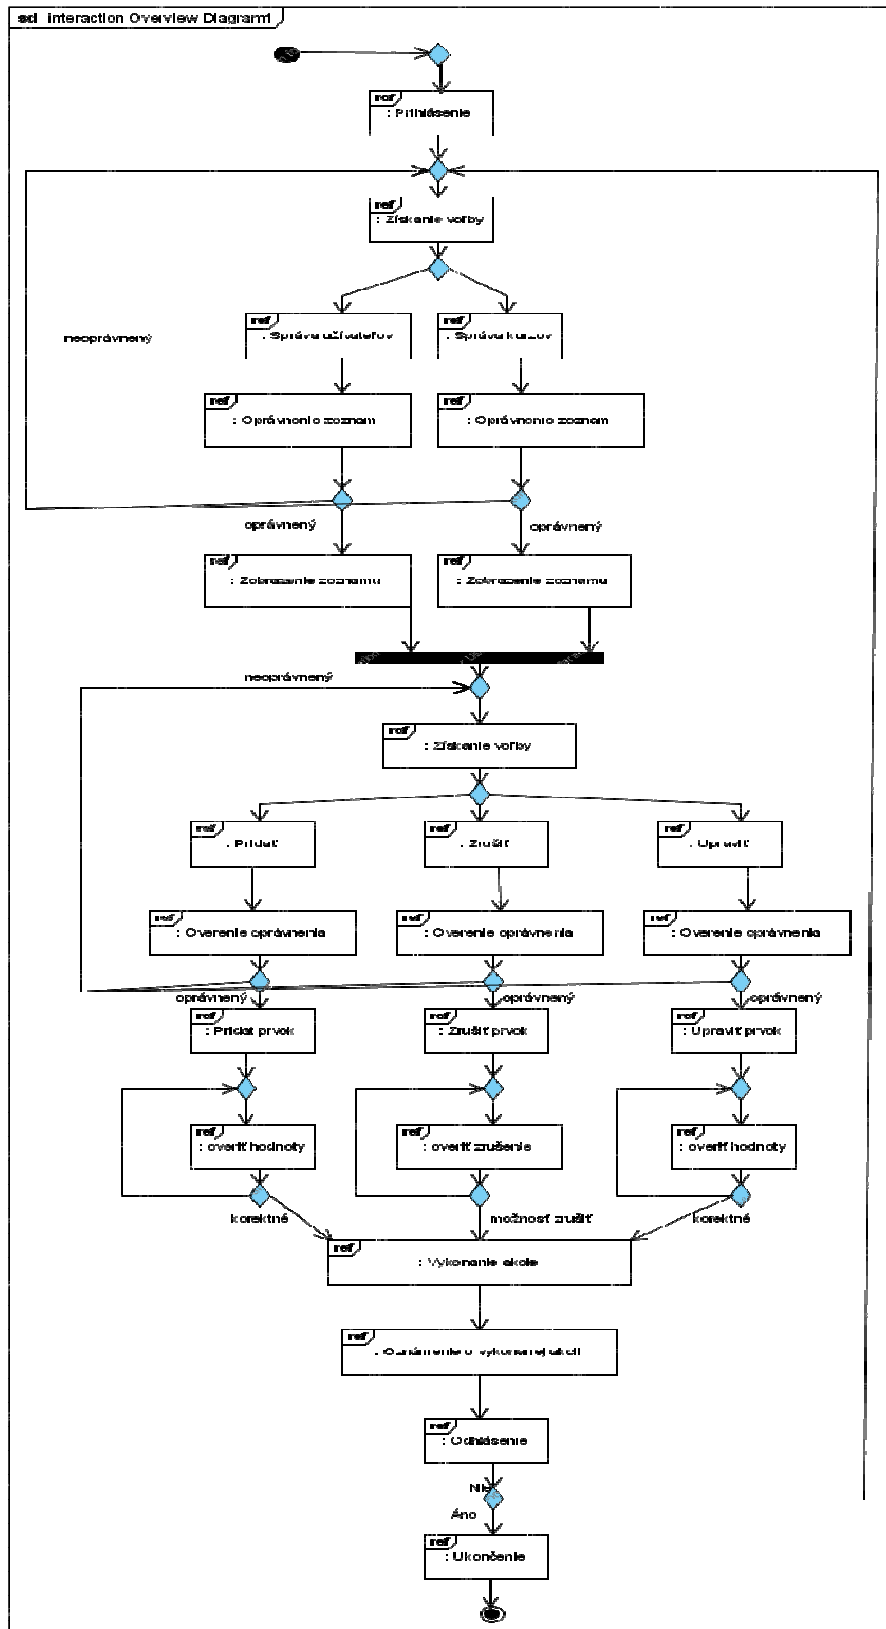 sd Interaction Overview Diagram1
ref
: Prihlásenie
ref
: Získanie voľby
neoprávnený
ref
: Správa užívateľov
ref
: Správa kurzov
ref
: Oprávnenie zoznam
ref
: Oprávnenie zoznam
oprávnený
oprávnený
ref
: Zobrazenie zoznamu
ref
: Zobrazenie zoznamu
neoprávnený
ref
: Získanie voľby
ref
: Pridať
ref
: Zrušiť
ref
: Upraviť
ref
: Overenie oprávnenia
ref
: Overenie oprávnenia
ref
: Overenie oprávnenia
oprávnený
oprávnený
oprávnený
ref
: Pridat prvok
ref
: Zrušiť prvok
ref
: Upraviť prvok
ref
: overiť hodnoty
ref
: overiť zrušenie
ref
: overiť hodnoty
korektné
možnosť zrušiť
korektné
ref
: Vykonanie akcie
ref
: Oznámenie o vykonanej akcii
ref
: Odhlásenie
Nie
Áno
ref
: Ukončenie